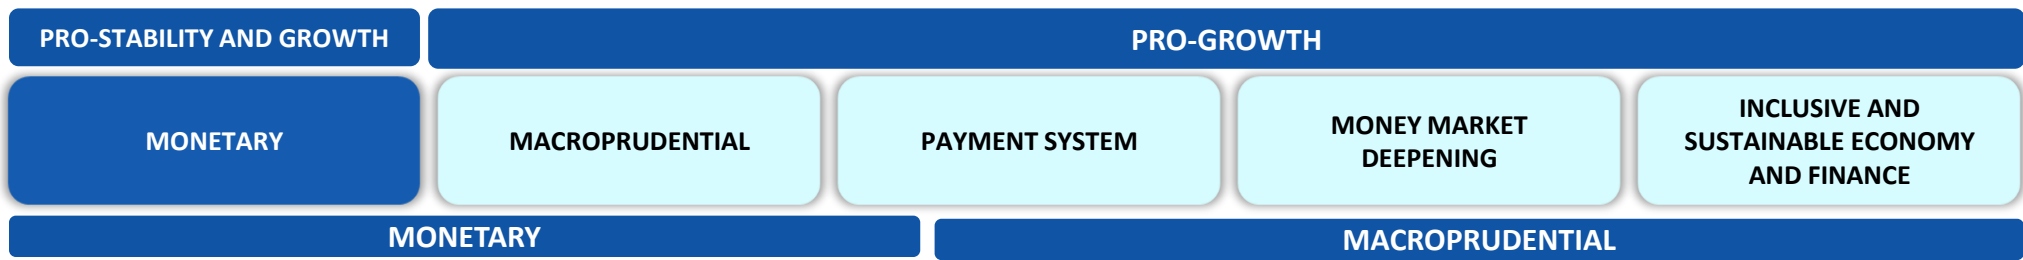 PRO-STABILITY AND GROWTH
PRO-GROWTH
MONETARY
MACROPRUDENTIAL
PAYMENT SYSTEM
MONEY MARKET
DEEPENING
INCLUSIVE AND
SUSTAINABLE ECONOMY
AND FINANCE
MONETARY
MACROPRUDENTIAL